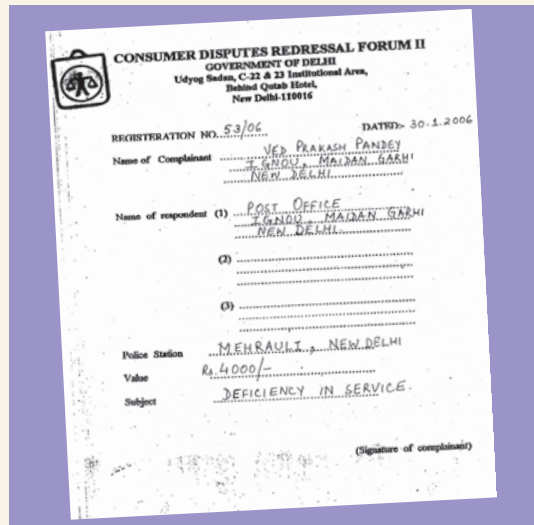 CONSUMER DISPUTES REDRESSAL FORUM II
GOVERNMENT OF DELHI
Udyog Sadan, C-22 & 23 Institutional Area,
Behind Qutab Hotel,
New Delhi-110016
REGISTERATION NO. 53/06 DATED:- 30.1.2006
Name of Complainant VED PRAKASH PANDEY
IGNOU, MAIDAN GARHI
NEW DELHI
Name of respondent (1) POST OFFICE
IGNOU, MAIDAN GARHI
NEW DELHI.
(2)
(3)
Police Station MEHRAULI, NEW DELHI
Value Rs. 4000/-
Subject DEFICIENCY IN SERVICE.
(Signature of complainant)